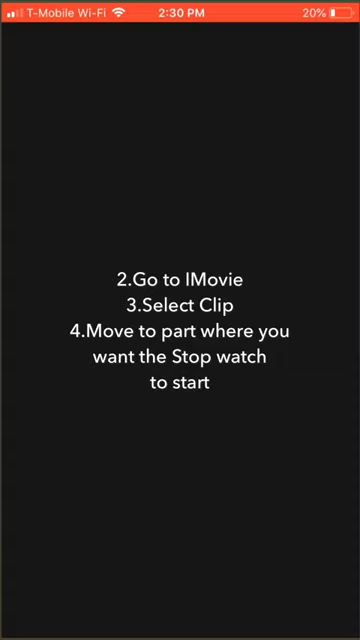 T-Mobile Wi-Fi 2:30 PM 20%
2.Go to IMovie
3.Select Clip
4.Move to part where you
want the Stop watch
to start